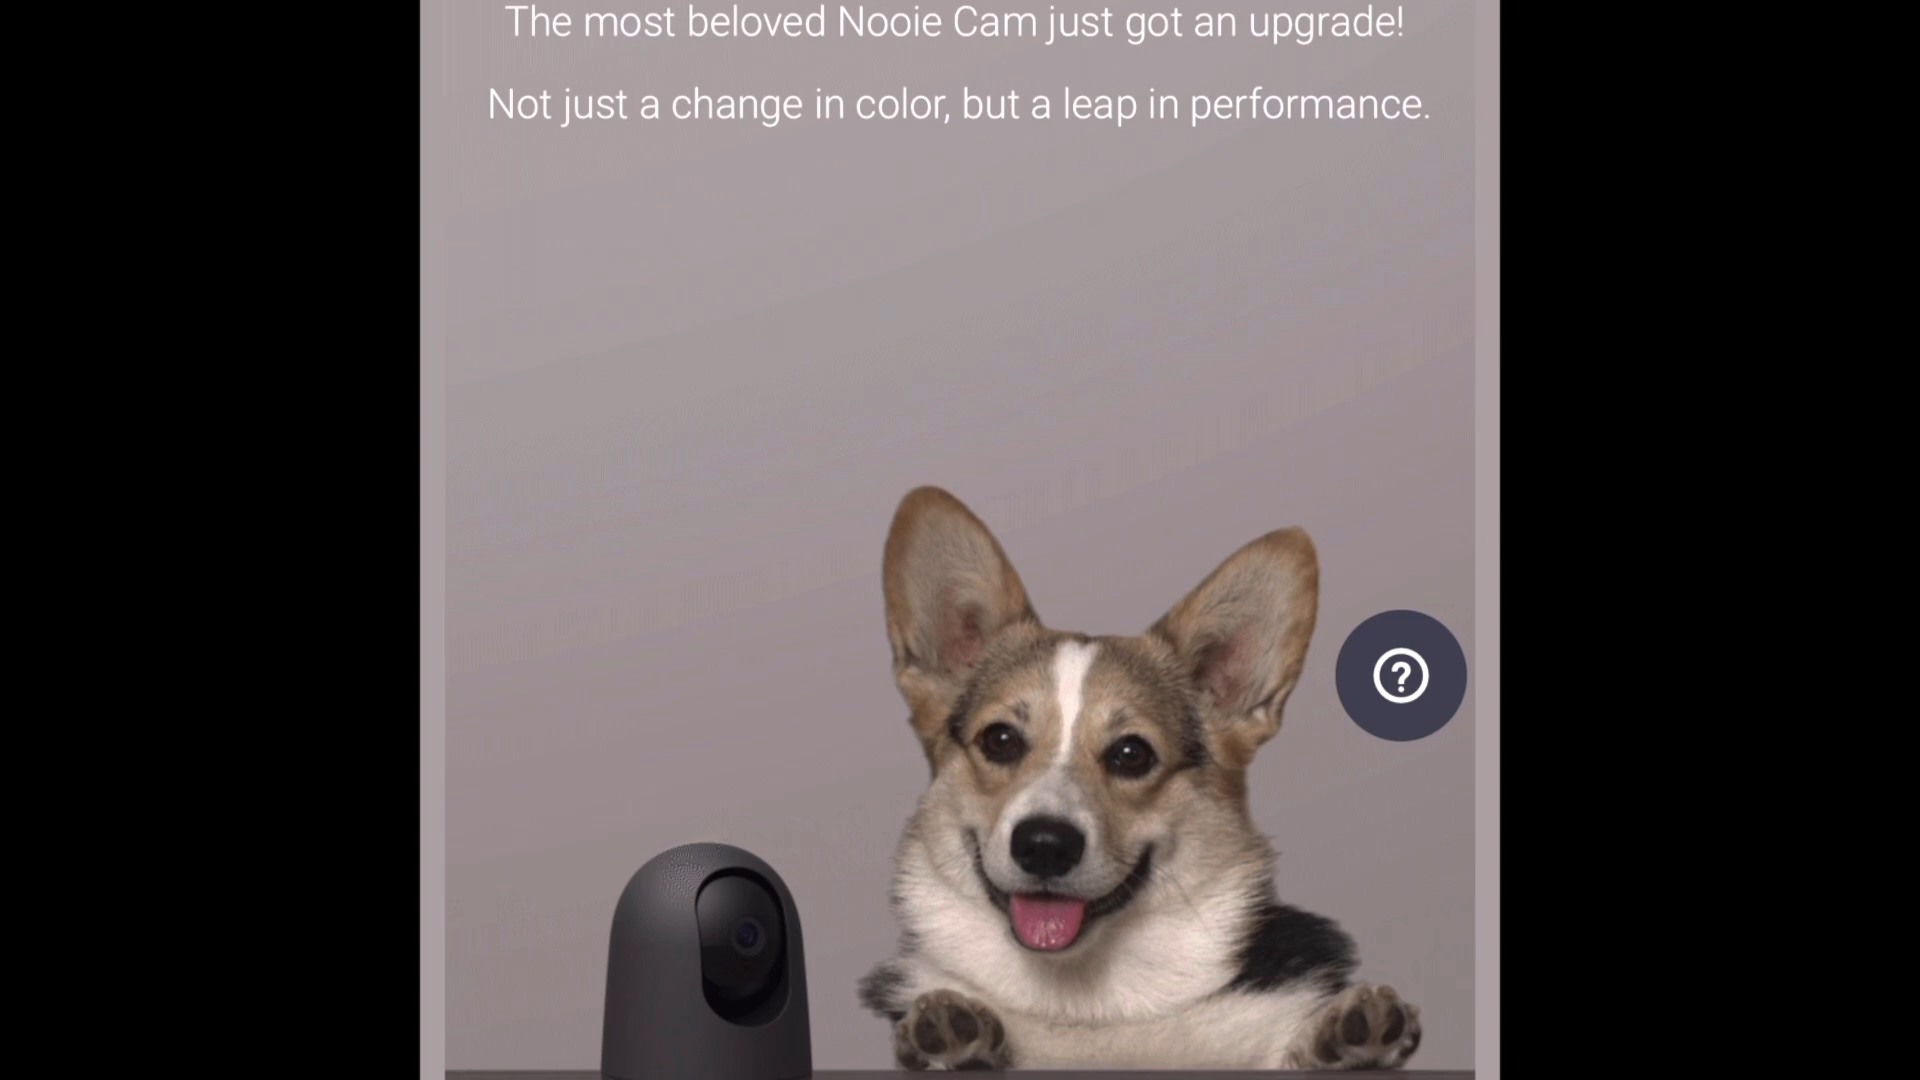 The most beloved Nooie Cam just got an upgrade!
Not just a change in color, but a leap in performance.
?